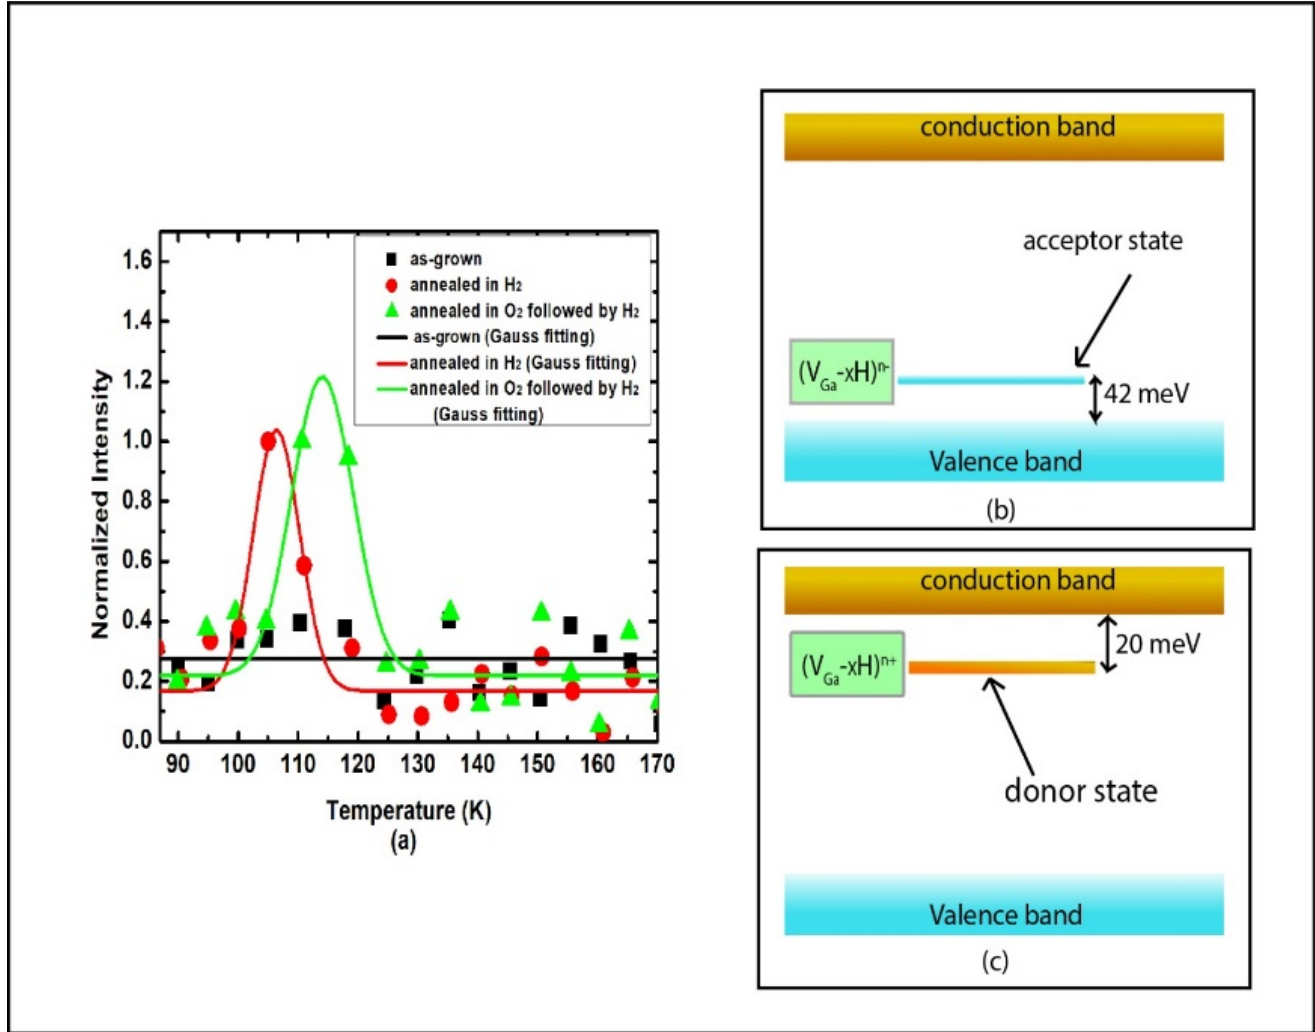 1.6
1.4
1.2
1.0
0.8
0.6
0.4
0.2
0.0
Normalized Intensity
as-grown
annealed in H₂
annealed in O₂ followed by H₂
as-grown (Gauss fitting)
annealed in H₂ (Gauss fitting)
annealed in O₂ followed by H₂
(Gauss fitting)
90 100 110 120 130 140 150 160 170
Temperature (K)
(a)
conduction band
acceptor state
(V_Ga-xH)ⁿ⁻
42 meV
Valence band
(b)
conduction band
20 meV
(V_Ga-xH)ⁿ⁺
donor state
Valence band
(c)